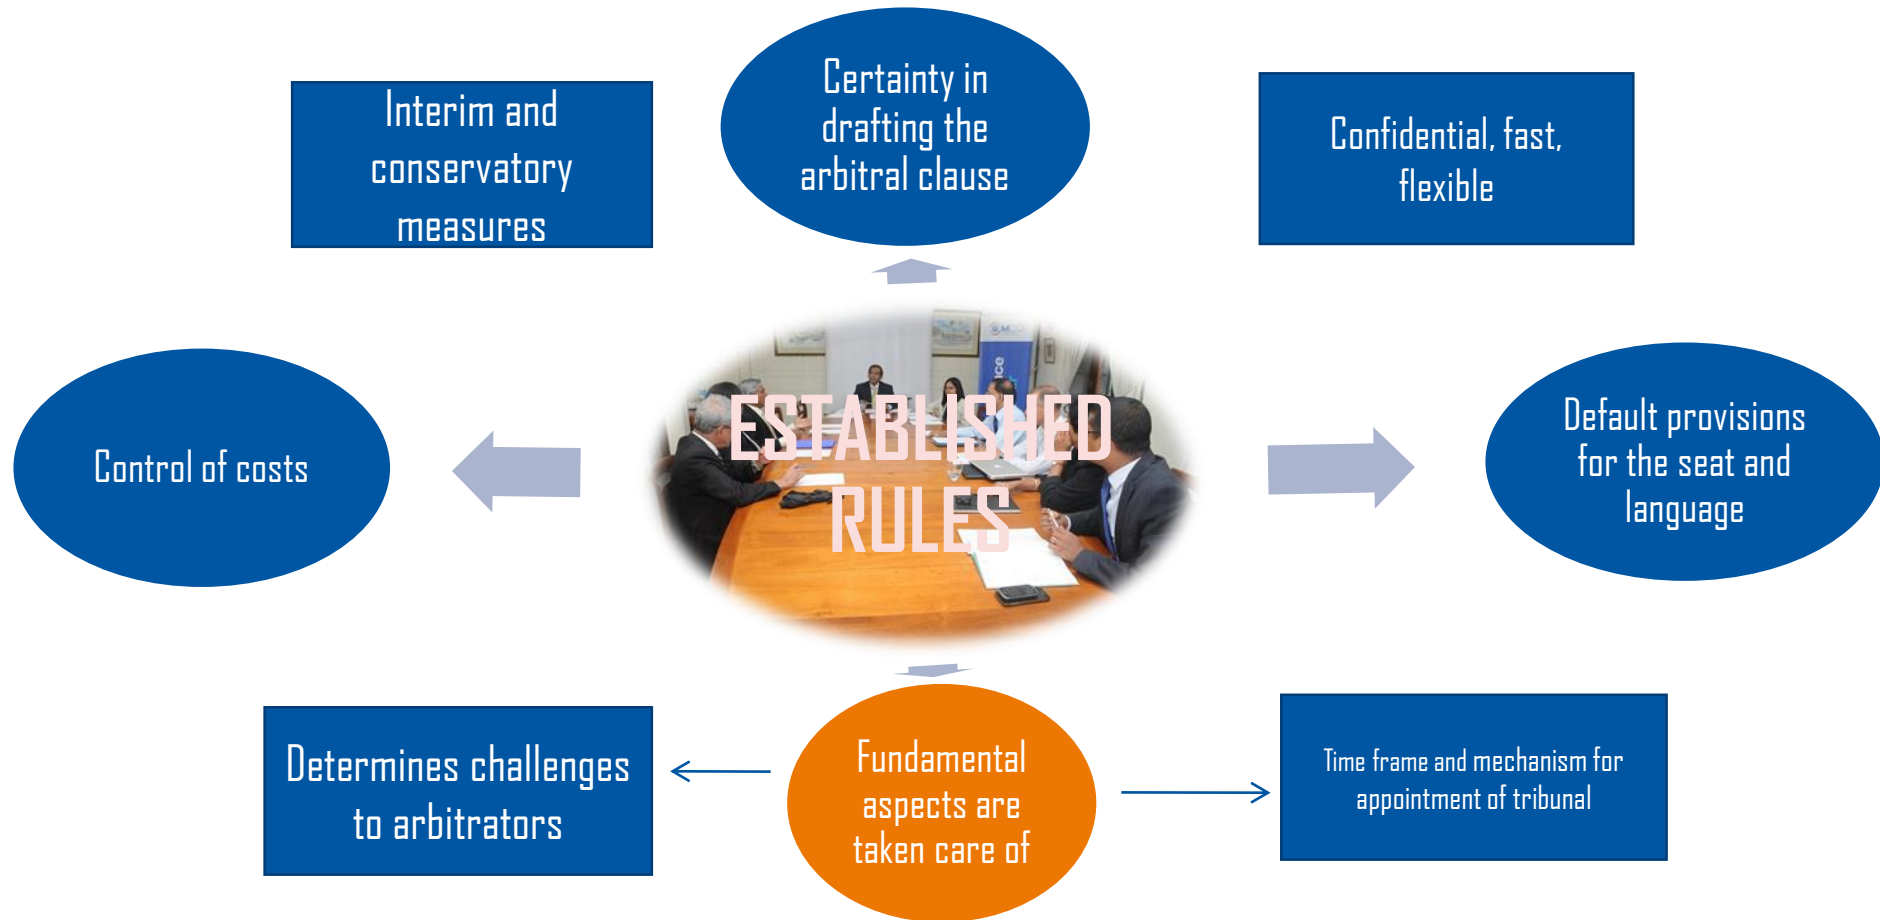 Interim and
conservatory
measures
Certainty in
drafting the
arbitral clause
Confidential, fast,
flexible
Control of costs
MCCI
ESTABLISHED
RULES
Default provisions
for the seat and
language
Determines challenges
to arbitrators
Fundamental
aspects are
taken care of
Time frame and mechanism for
appointment of tribunal